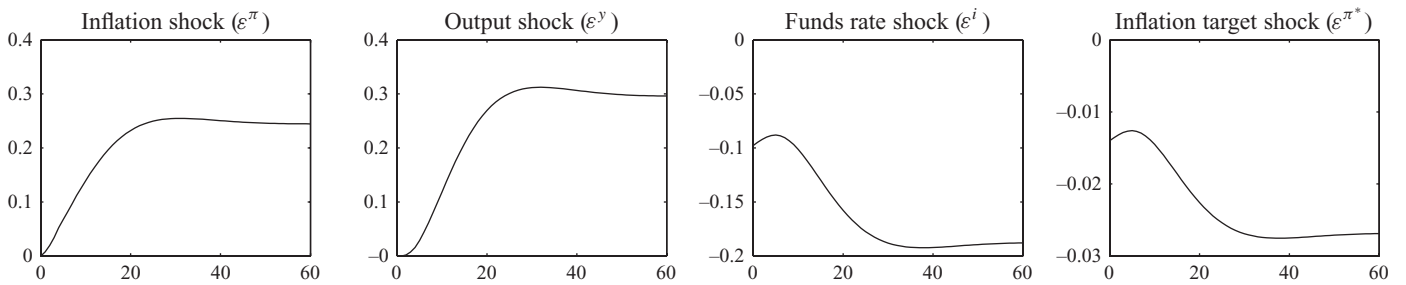 Inflation shock (ε^π)
0.4
0.3
0.2
0.1
0
0 20 40 60
Output shock (ε^y)
0.4
0.3
0.2
0.1
–0
0 20 40 60
Funds rate shock (ε^i)
0
–0.05
–0.1
–0.15
–0.2
0 20 40 60
Inflation target shock (ε^π*)
0
–0.01
–0.02
–0.03
0 20 40 60